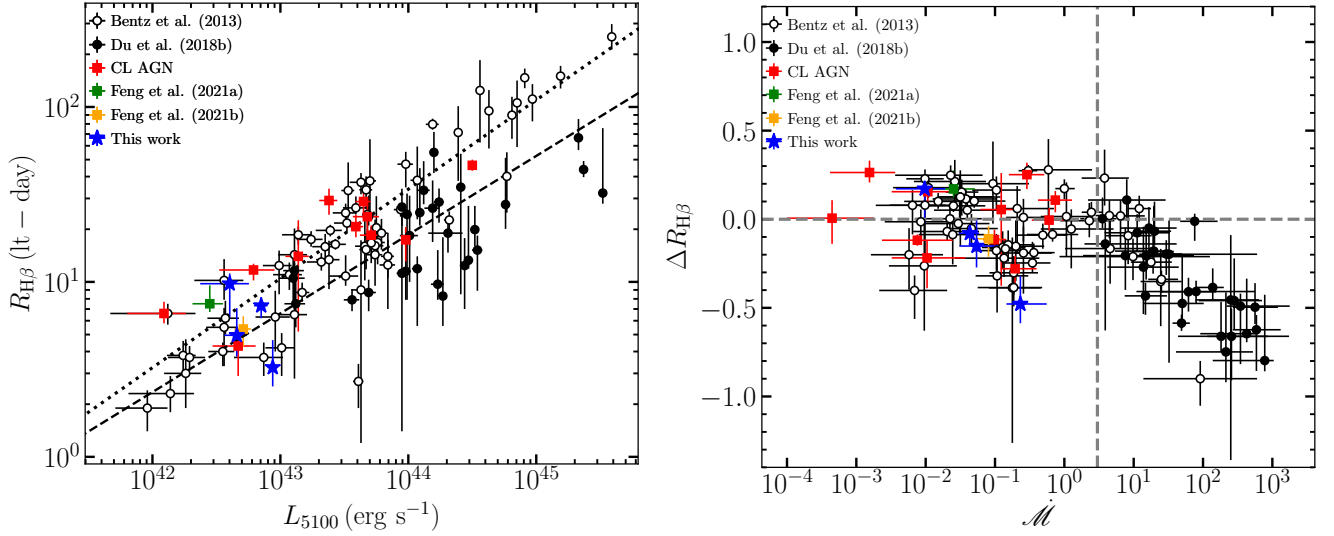 Bentz et al. (2013)
Du et al. (2018b)
CL AGN
Feng et al. (2021a)
Feng et al. (2021b)
This work
R_Hβ (lt − day)
10^2
10^1
10^0
10^42
10^43
10^44
10^45
L_5100 (erg s^−1)
Bentz et al. (2013)
Du et al. (2018b)
CL AGN
Feng et al. (2021a)
Feng et al. (2021b)
This work
ΔR_Hβ
1.0
0.5
0.0
−0.5
−1.0
10^−4
10^−3
10^−2
10^−1
10^0
10^1
10^2
10^3
ℳ̇